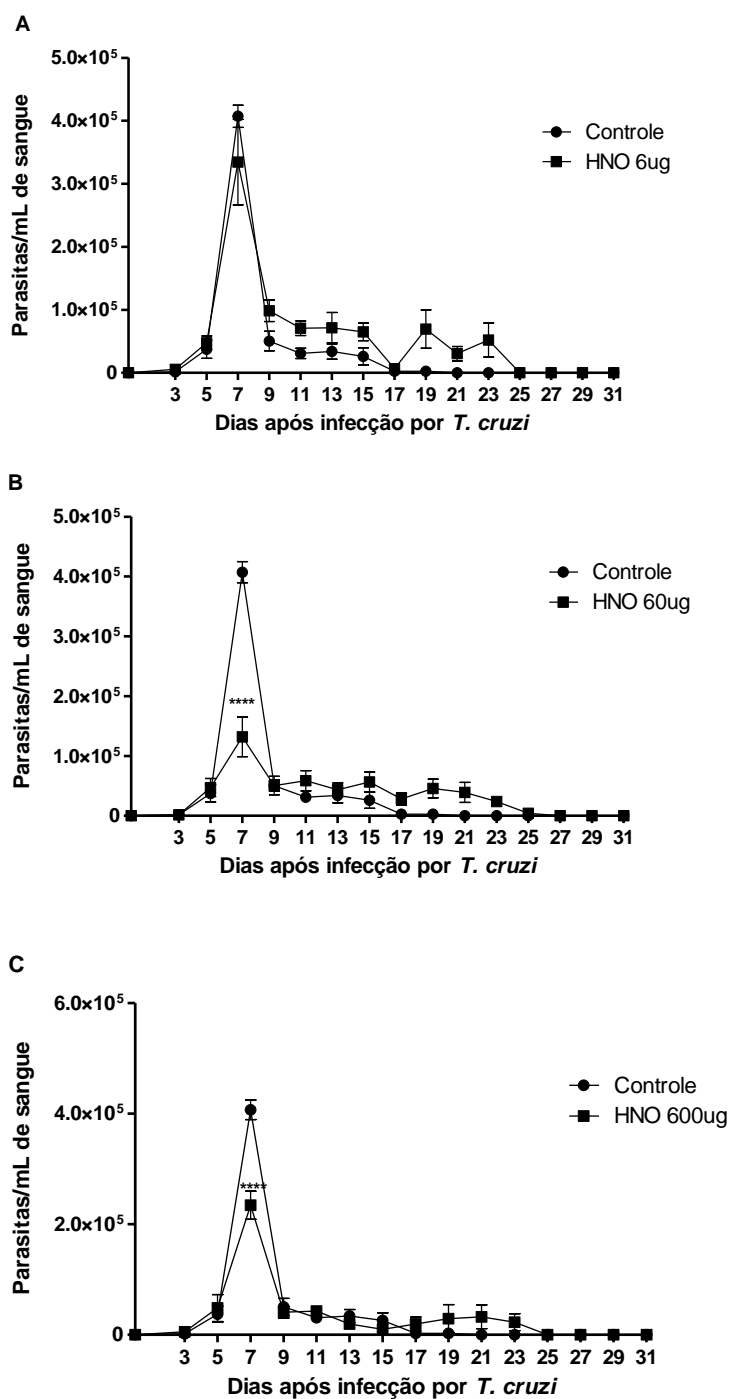 A
5.0×10⁵
4.0×10⁵
3.0×10⁵
2.0×10⁵
1.0×10⁵
0
Parasitas/mL de sangue
Controle
HNO 6ug
3 5 7 9 11 13 15 17 19 21 23 25 27 29 31
Dias após infecção por T. cruzi
B
5.0×10⁵
4.0×10⁵
3.0×10⁵
2.0×10⁵
1.0×10⁵
0
Parasitas/mL de sangue
Controle
HNO 60ug
****
3 5 7 9 11 13 15 17 19 21 23 25 27 29 31
Dias após infecção por T. cruzi
C
6.0×10⁵
4.0×10⁵
2.0×10⁵
0
Parasitas/mL de sangue
Controle
HNO 600ug
****
3 5 7 9 11 13 15 17 19 21 23 25 27 29 31
Dias após infecção por T. cruzi